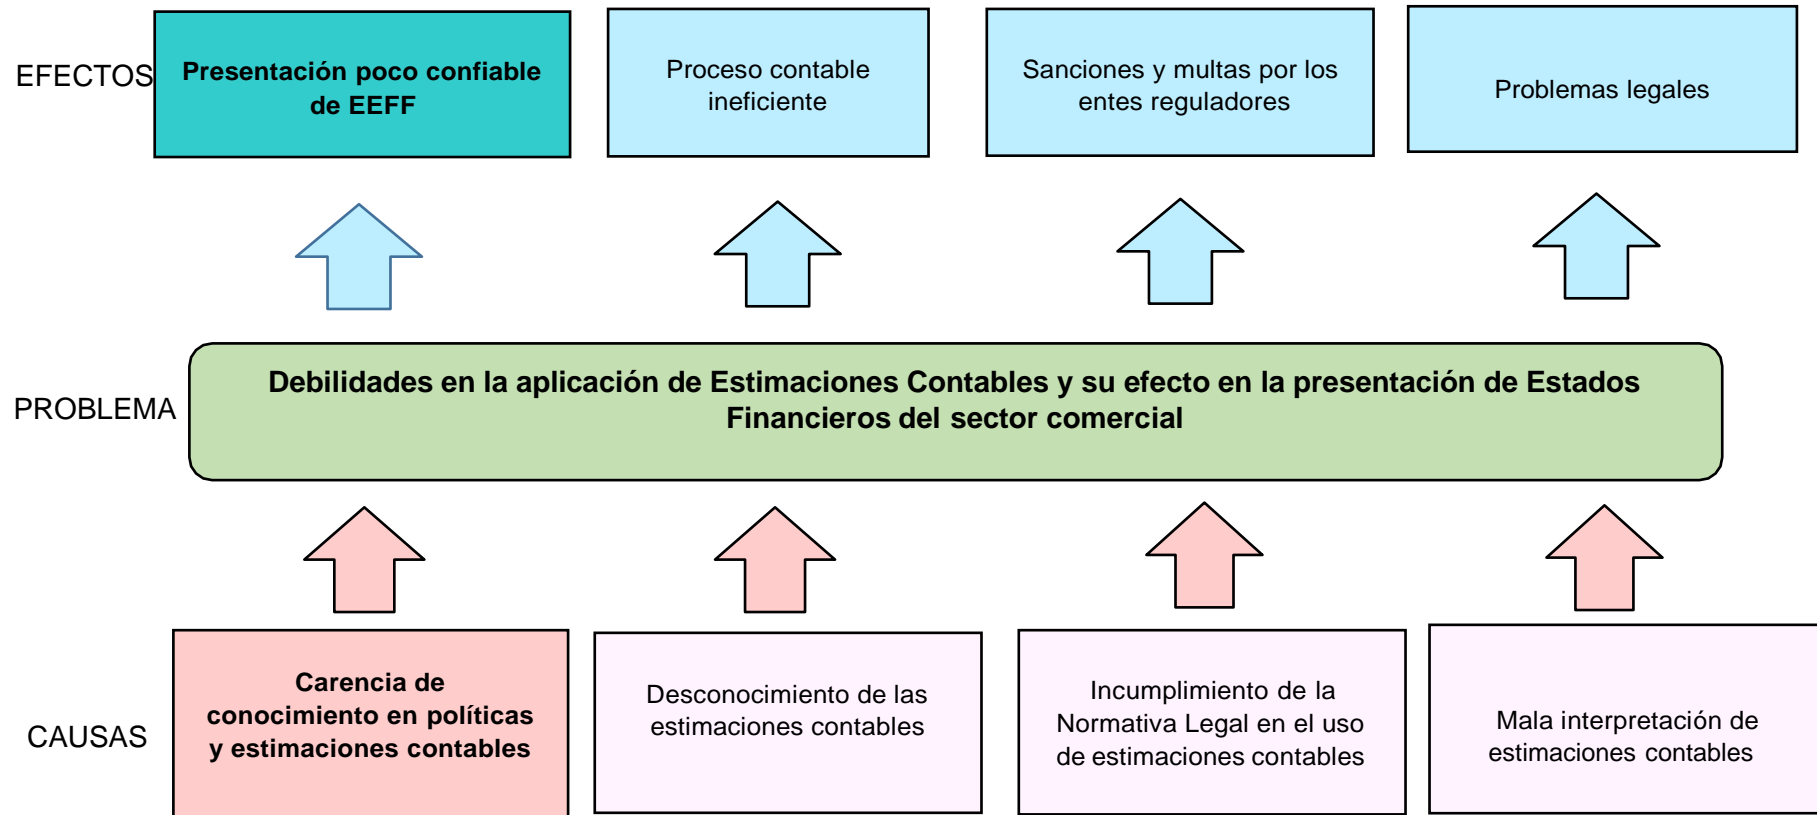 EFECTOS
Presentación poco confiable
de EEFF
Proceso contable
ineficiente
Sanciones y multas por los
entes reguladores
Problemas legales
PROBLEMA
Debilidades en la aplicación de Estimaciones Contables y su efecto en la presentación de Estados
Financieros del sector comercial
CAUSAS
Carencia de
conocimiento en políticas
y estimaciones contables
Desconocimiento de las
estimaciones contables
Incumplimiento de la
Normativa Legal en el uso
de estimaciones contables
Mala interpretación de
estimaciones contables